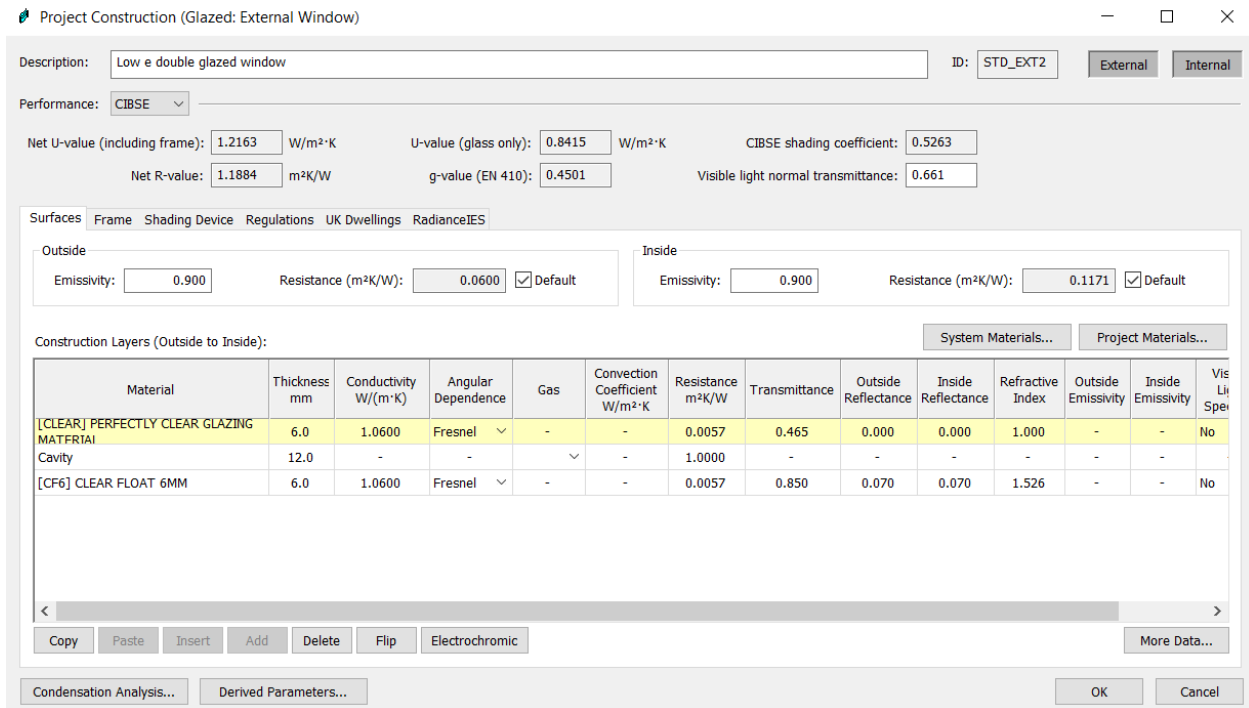 Project Construction (Glazed: External Window)
Description: Low e double glazed window ID: STD_EXT2 External Internal
Performance: CIBSE
Net U-value (including frame): 1.2163 W/m²·K U-value (glass only): 0.8415 W/m²·K CIBSE shading coefficient: 0.5263
Net R-value: 1.1884 m²K/W g-value (EN 410): 0.4501 Visible light normal transmittance: 0.661
Surfaces Frame Shading Device Regulations UK Dwellings RadianceIES
Outside Inside
Emissivity: 0.900 Resistance (m²K/W): 0.0600 Default Emissivity: 0.900 Resistance (m²K/W): 0.1171 Default
Construction Layers (Outside to Inside): System Materials... Project Materials...
Material Thickness mm Conductivity W/(m·K) Angular Dependence Gas Convection Coefficient W/m²·K Resistance m²K/W Transmittance Outside Reflectance Inside Reflectance Refractive Index Outside Emissivity Inside Emissivity Vis Li Spe
[CLEAR] PERFECTLY CLEAR GLAZING MATERIAL 6.0 1.0600 Fresnel - - 0.0057 0.465 0.000 0.000 1.000 - - No
Cavity 12.0 - - - 1.0000 - - - - - - -
[CF6] CLEAR FLOAT 6MM 6.0 1.0600 Fresnel - - 0.0057 0.850 0.070 0.070 1.526 - - No
Copy Paste Insert Add Delete Flip Electrochromic More Data...
Condensation Analysis... Derived Parameters... OK Cancel